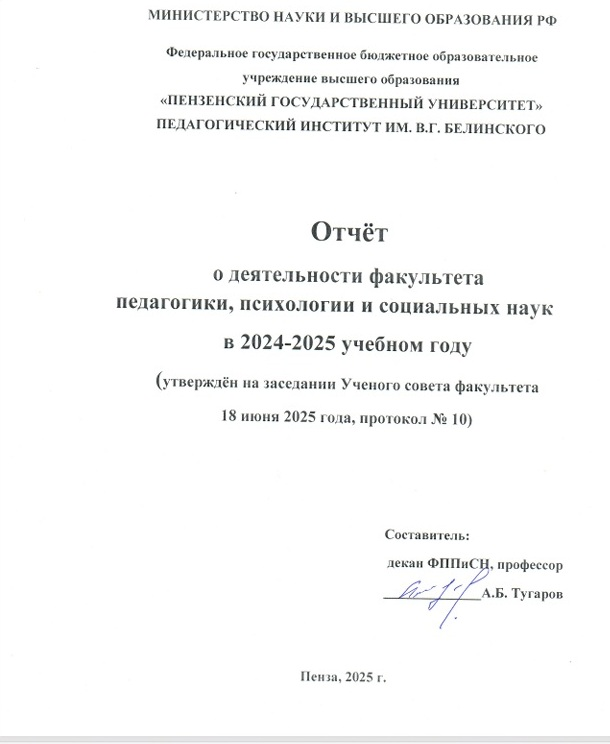 МИНИСТЕРСТВО НАУКИ И ВЫСШЕГО ОБРАЗОВАНИЯ РФ
Федеральное государственное бюджетное образовательное
учреждение высшего образования
«ПЕНЗЕНСКИЙ ГОСУДАРСТВЕННЫЙ УНИВЕРСИТЕТ»
ПЕДАГОГИЧЕСКИЙ ИНСТИТУТ ИМ. В.Г. БЕЛИНСКОГО
Отчёт
о деятельности факультета
педагогики, психологии и социальных наук
в 2024-2025 учебном году
(утверждён на заседании Ученого совета факультета
18 июня 2025 года, протокол № 10)
Составитель:
декан ФППиСН, профессор
А.Б. Тугаров
Пенза, 2025 г.